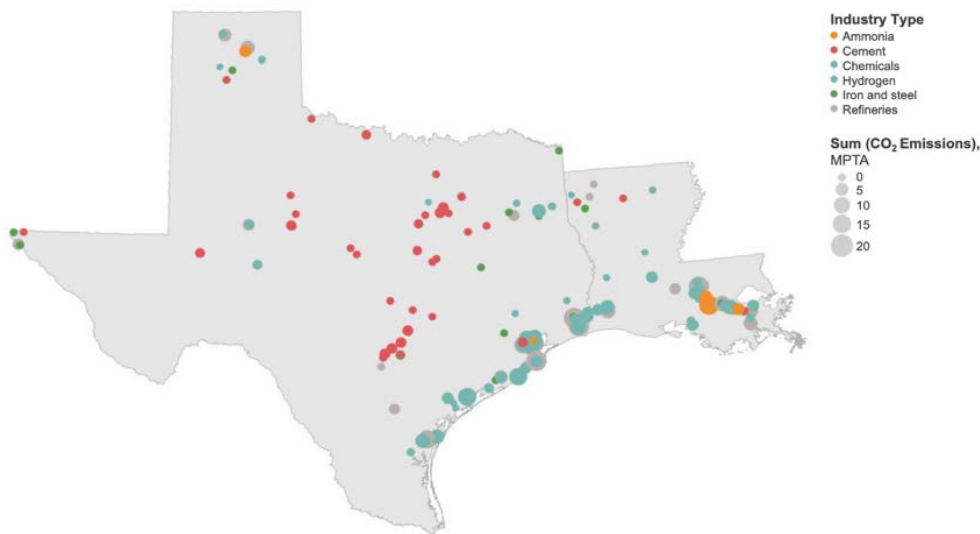 Industry Type
Ammonia
Cement
Chemicals
Hydrogen
Iron and steel
Refineries
Sum (CO₂ Emissions),
MPTA
0
5
10
15
20